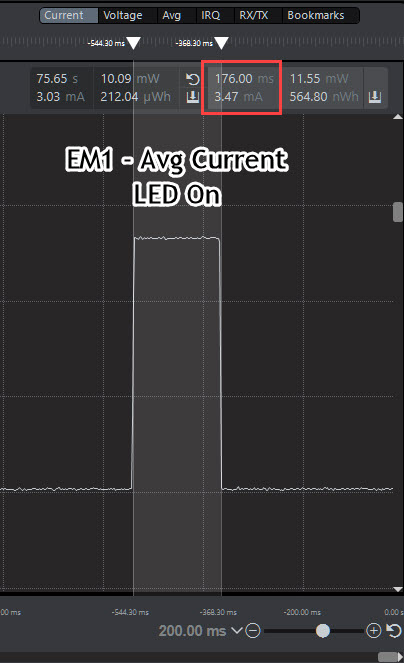 Current Voltage Avg IRQ RX/TX Bookmarks
-544.30 ms -368.30 ms
75.65 s 10.09 mW 176.00 ms 11.55 mW
3.03 mA 212.04 µWh 3.47 mA 564.80 nWh
EM1 - Avg Current
LED On
00 ms -544.30 ms -368.30 ms -200.00 ms 0.00 s
200.00 ms